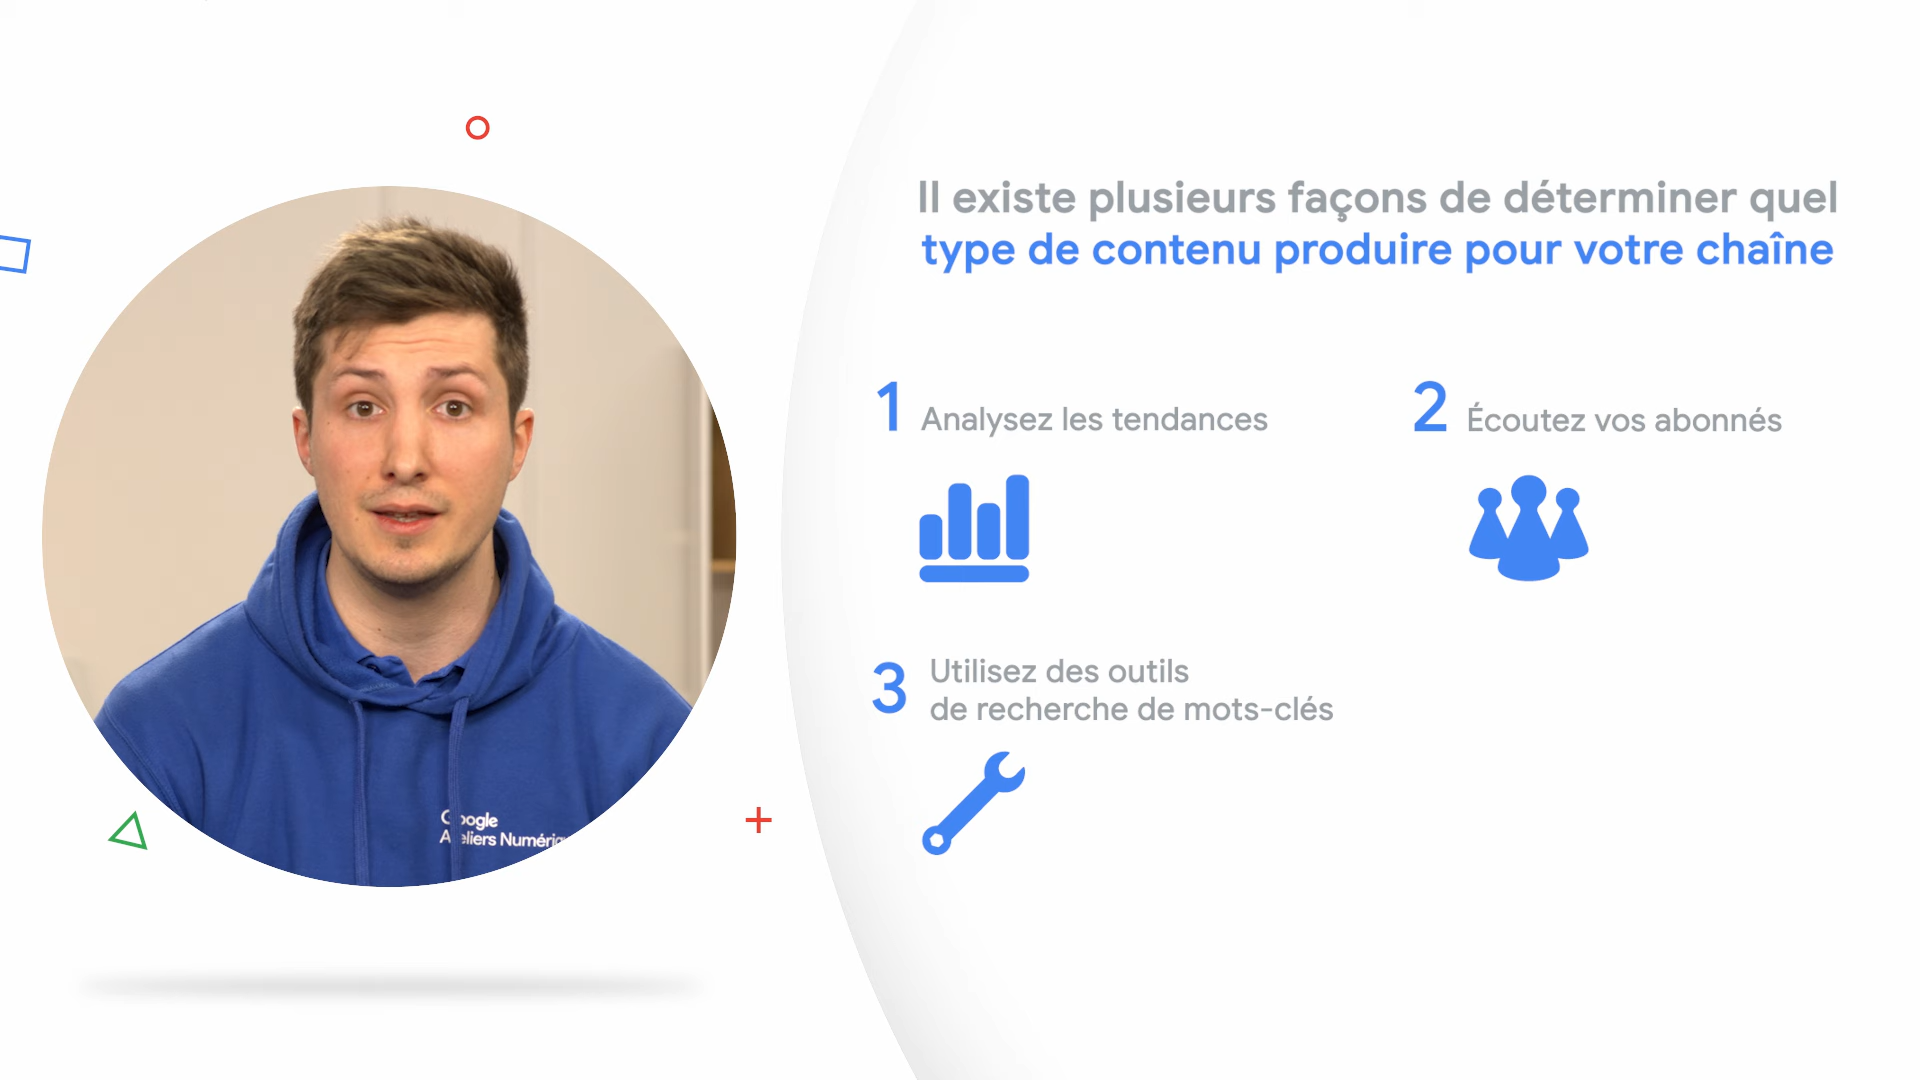 Il existe plusieurs façons de déterminer quel
type de contenu produire pour votre chaîne
1 Analysez les tendances
2 Écoutez vos abonnés
3 Utilisez des outils
de recherche de mots-clés
Google